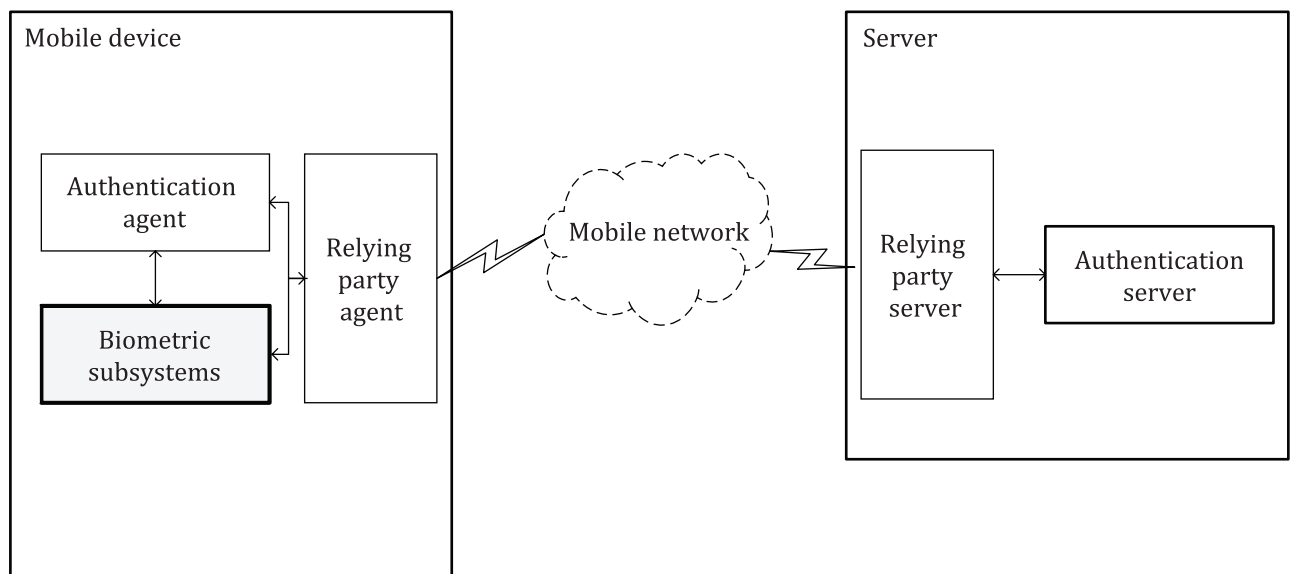 Mobile device
Authentication
agent
Biometric
subsystems
Relying
party
agent
Mobile network
Server
Relying
party
server
Authentication
server